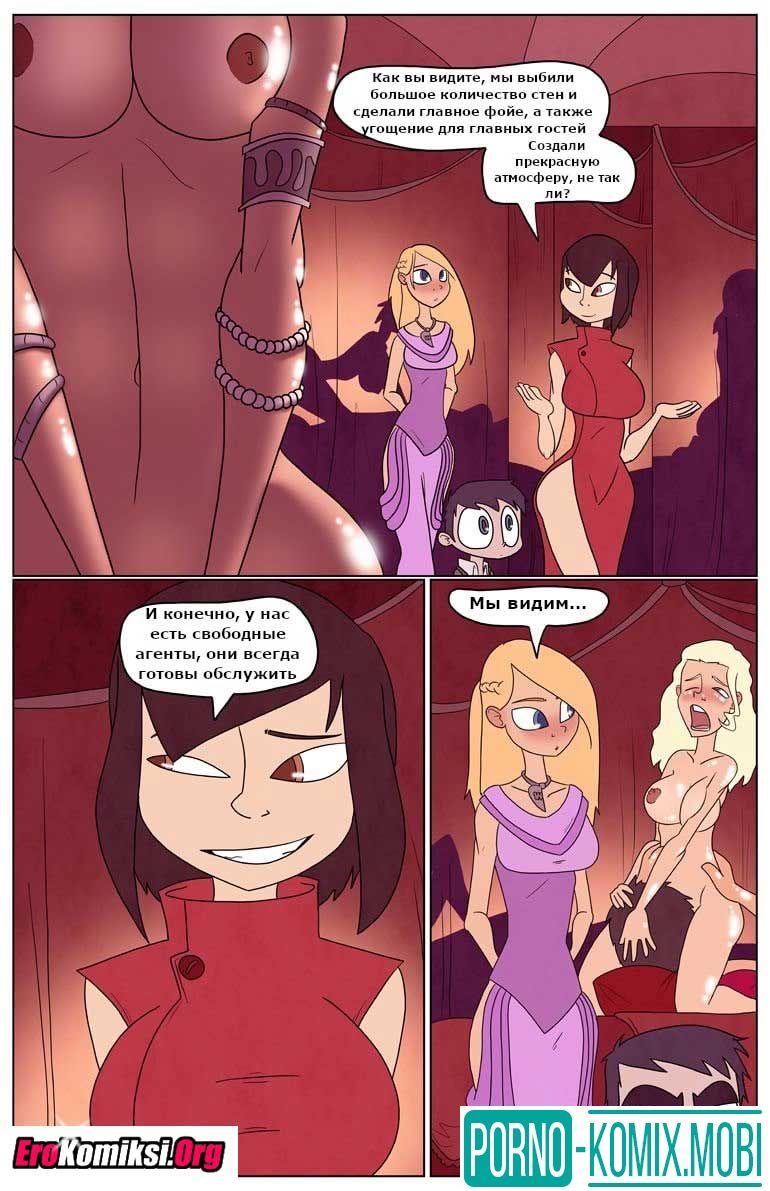 Как вы видите, мы выбили
большое количество стен и
сделали главное фойе, а также
угощение для главных гостей
Создали
прекрасную
атмосферу, не так
ли?
И конечно, у нас
есть свободные
агенты, они всегда
готовы обслужить
Мы видим...
EroKomiksi.Org
PORNO-KOMIX.MOBI